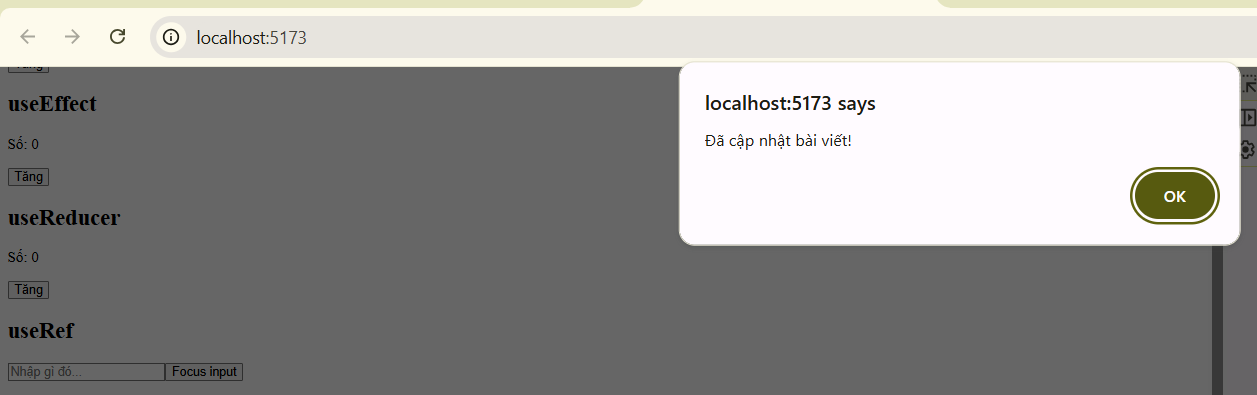 localhost:5173
useEffect
Số: 0
Tăng
useReducer
Số: 0
Tăng
useRef
Nhập gì đó...
Focus input
localhost:5173 says
Đã cập nhật bài viết!
OK